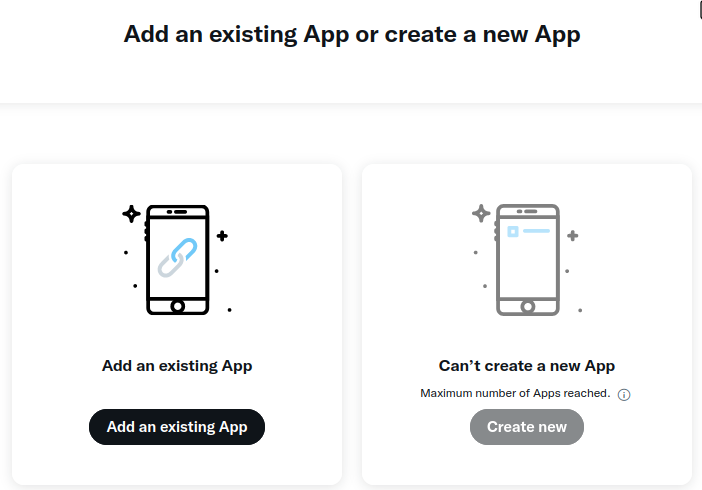 Add an existing App or create a new App
Add an existing App
Add an existing App
Can’t create a new App
Maximum number of Apps reached.
Create new